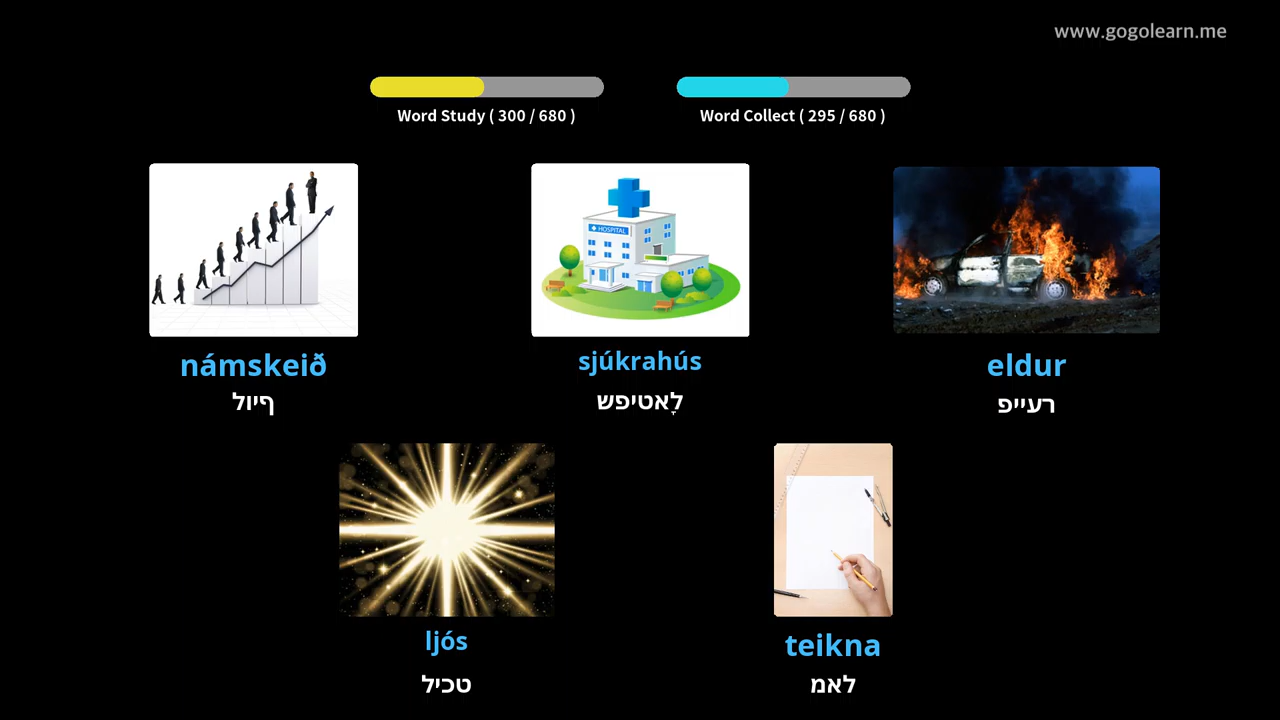 www.gogolearn.me
Word Study ( 300 / 680 )
Word Collect ( 295 / 680 )
námskeið
ףיול
sjúkrahús
לָאטיפש
eldur
רעייפ
ljós
טכיל
teikna
לאמ
HOSPITAL